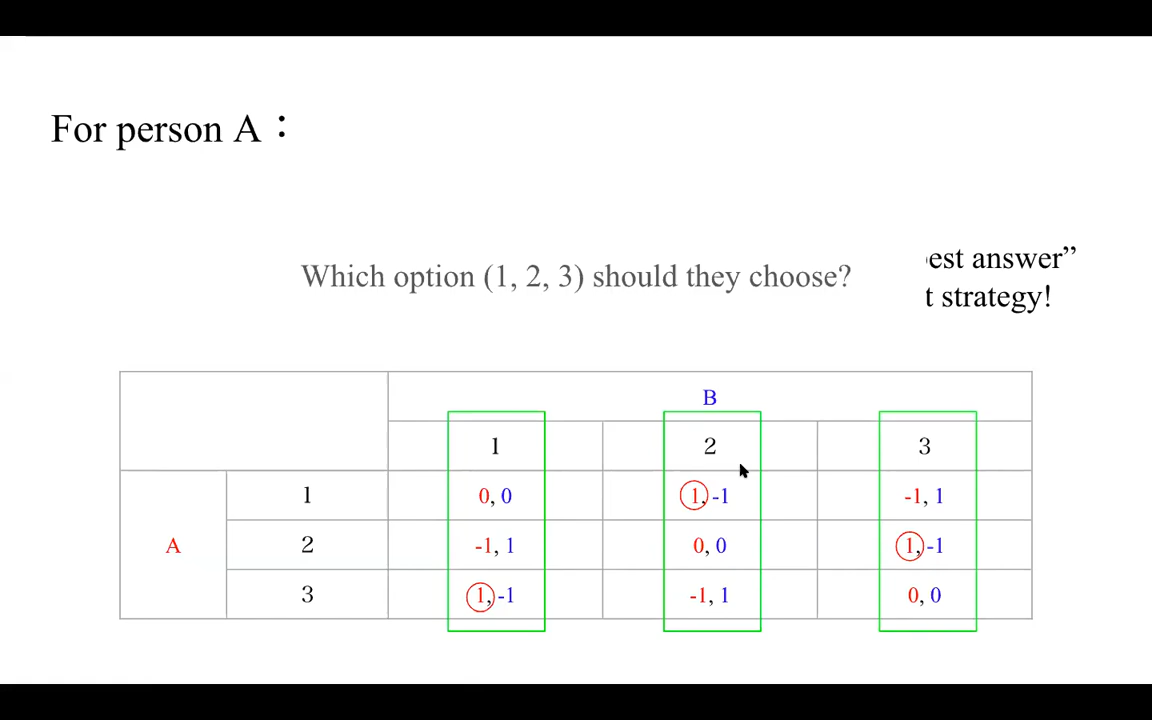 For person A：
Which option (1, 2, 3) should they choose?
est answer”
t strategy!
B
1 2 3
1 0, 0 1, -1 -1, 1
A 2 -1, 1 0, 0 1, -1
3 1, -1 -1, 1 0, 0